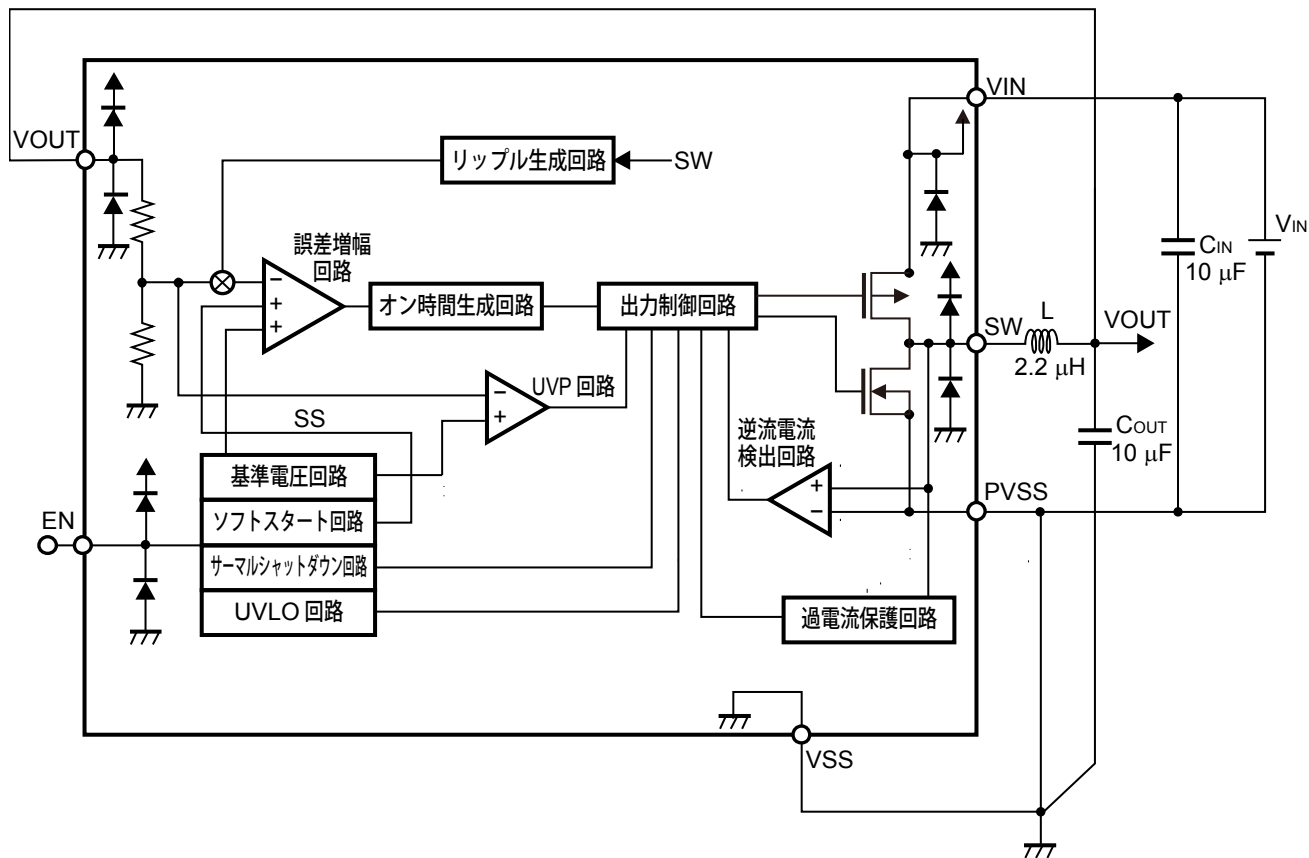 VIN
VOUT
リップル生成回路
SW
VIN
CIN
10 μF
誤差増幅
回路
−
+
+
オン時間生成回路
出力制御回路
SW
L
2.2 μH
VOUT
UVP 回路
−
+
SS
COUT
10 μF
逆流電流
検出回路
+
−
基準電圧回路
PVSS
EN
ソフトスタート回路
サーマルシャットダウン回路
UVLO 回路
過電流保護回路
VSS